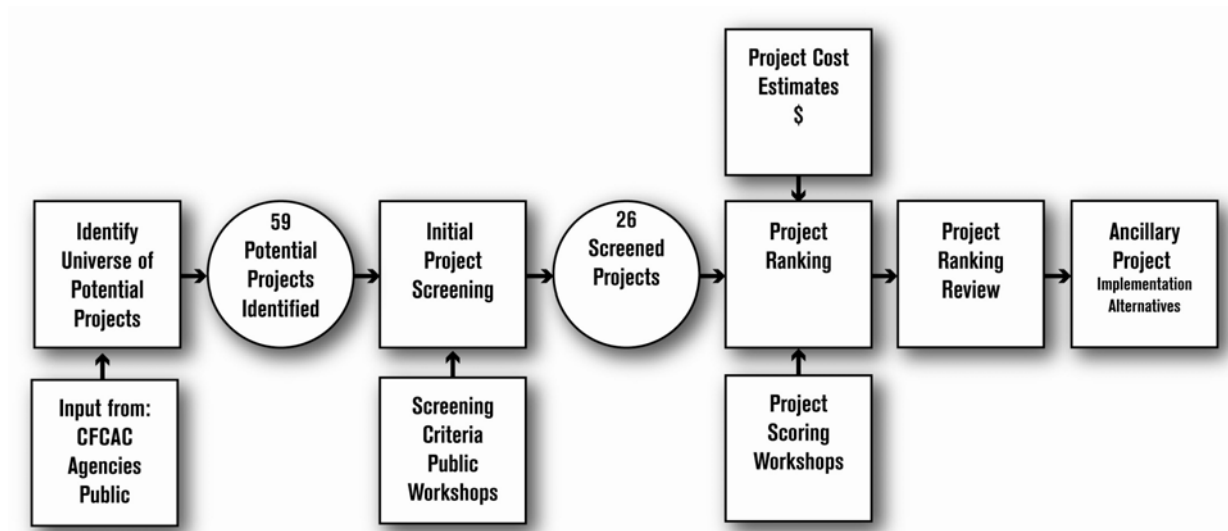 Project Cost
Estimates
$
Identify
Universe of
Potential
Projects
59
Potential
Projects
Identified
Initial
Project
Screening
26
Screened
Projects
Project
Ranking
Project
Ranking
Review
Ancillary
Project
Implementation
Alternatives
Input from:
CFCAC
Agencies
Public
Screening
Criteria
Public
Workshops
Project
Scoring
Workshops